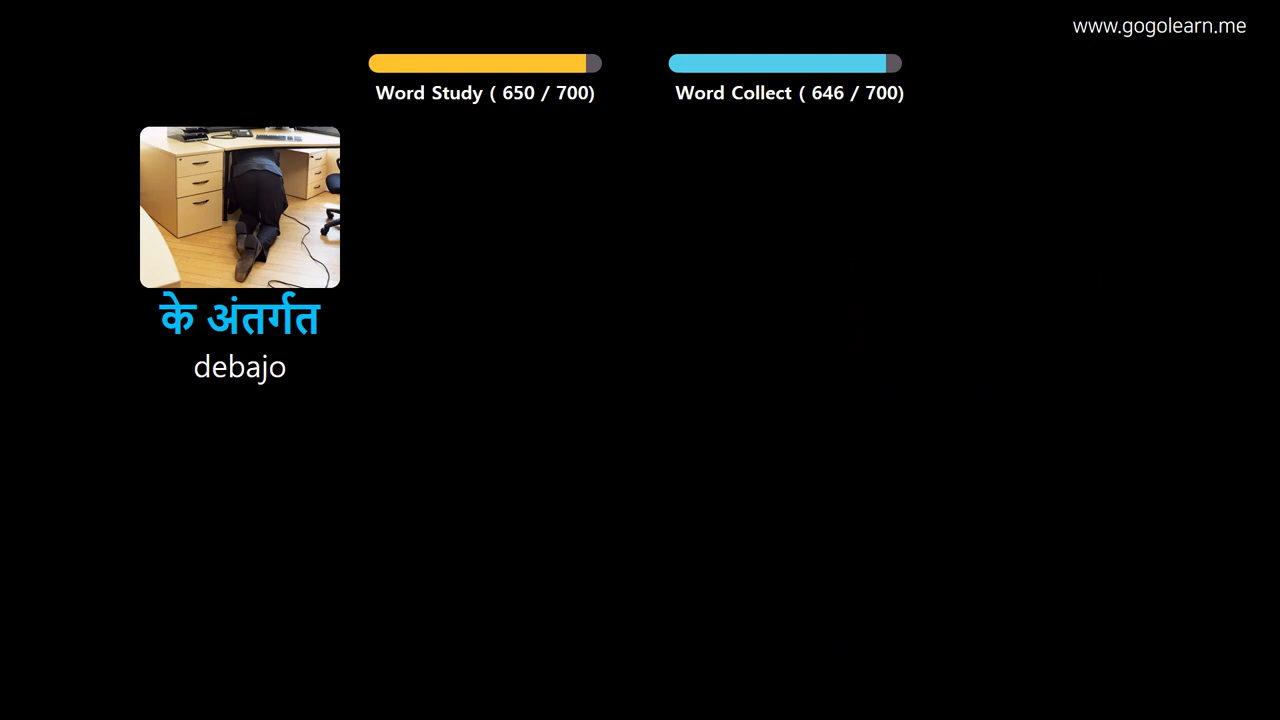 www.gogolearn.me
Word Study ( 650 / 700)
Word Collect ( 646 / 700)
के अंतर्गत
debajo